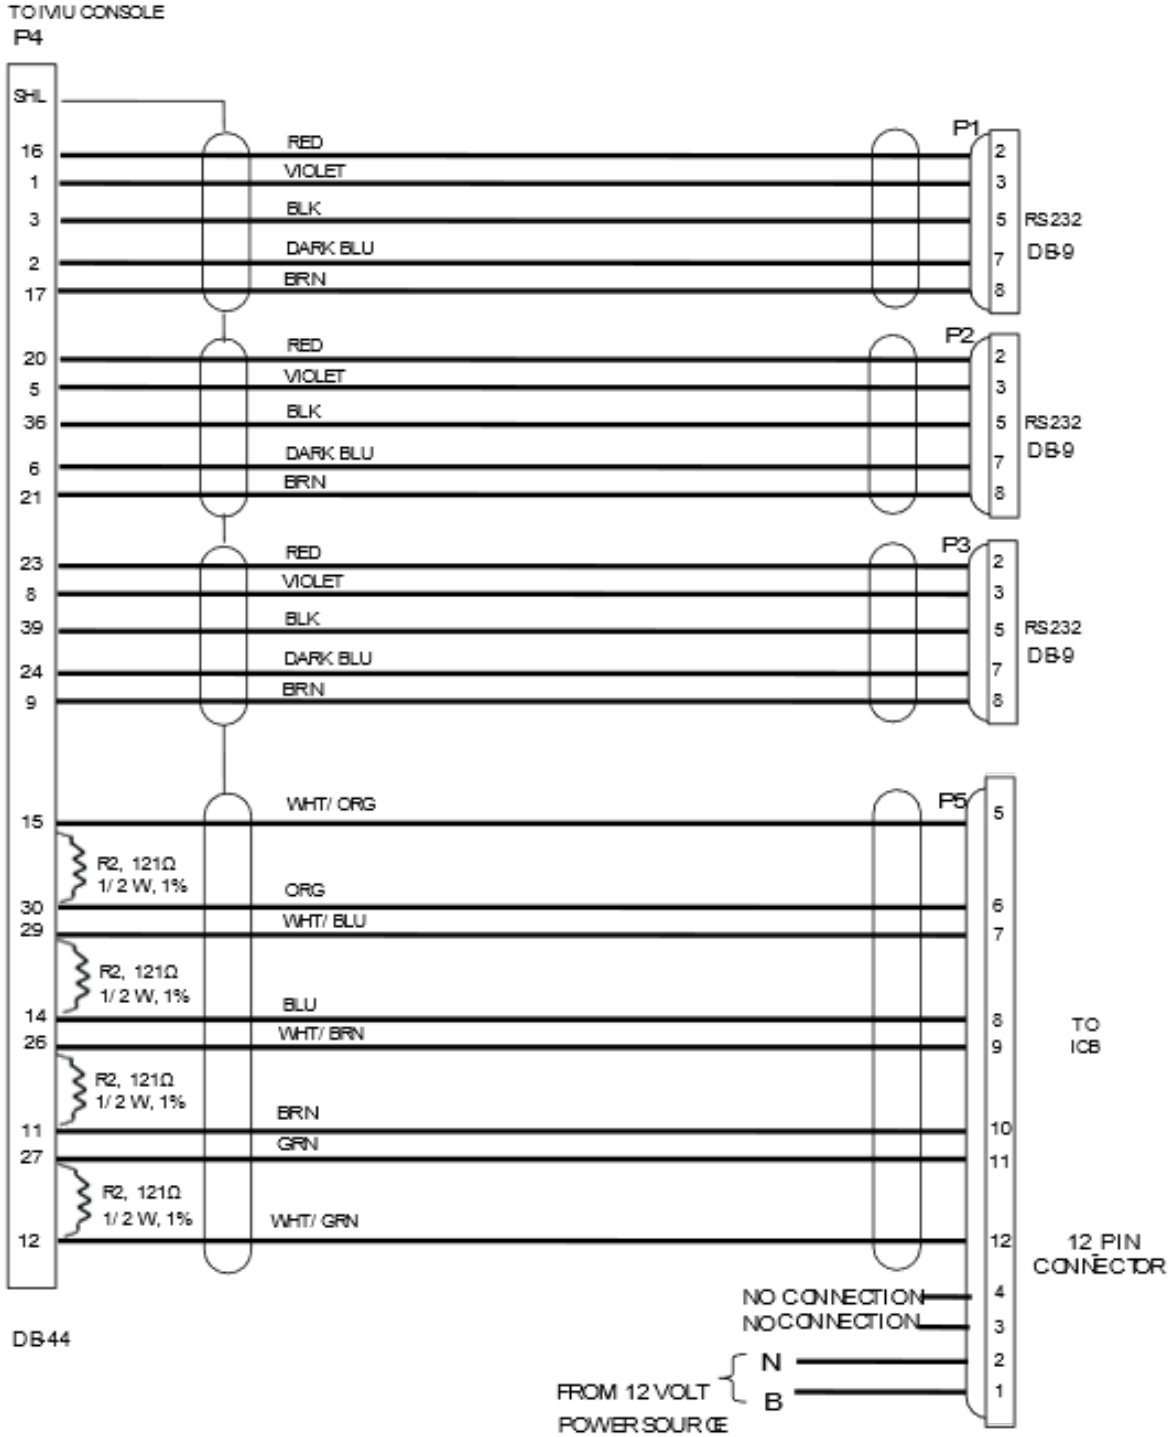 TO IVIU CONSOLE
P4
SHL
16 RED P1 2
1 VIOLET 3
3 BLK 5 RS232
2 DARK BLU 7 DB-9
17 BRN 8
20 RED P2 2
5 VIOLET 3
36 BLK 5 RS232
6 DARK BLU 7 DB-9
21 BRN 8
23 RED P3 2
8 VIOLET 3
39 BLK 5 RS232
24 DARK BLU 7 DB-9
9 BRN 8
15 WHT/ ORG P5 5
R2, 121Ω
1/ 2 W, 1%
30 ORG 6
29 WHT/ BLU 7
R2, 121Ω
1/ 2 W, 1%
14 BLU 8 TO
26 WHT/ BRN 9 ICB
R2, 121Ω
1/ 2 W, 1%
11 BRN 10
27 GRN 11
R2, 121Ω
1/ 2 W, 1%
12 WHT/ GRN 12 12_PIN
CONNECTOR
NO CONNECTION 4
NO CONNECTION 3
DB-44
N 2
FROM 12 VOLT B 1
POWER SOURCE